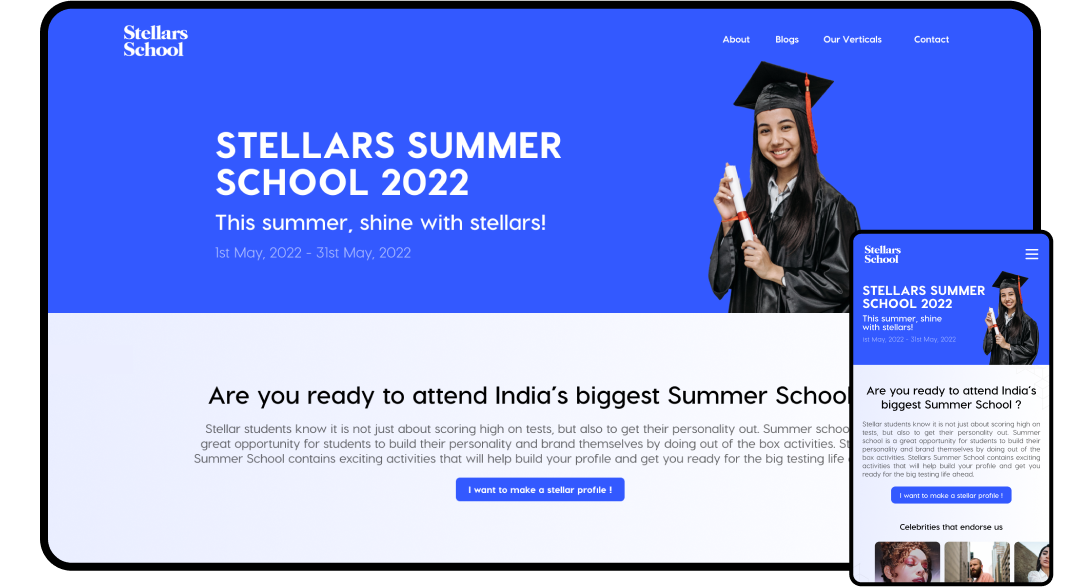 Stellars
School
About Blogs Our Verticals Contact
STELLARS SUMMER
SCHOOL 2022
This summer, shine with stellars!
1st May, 2022 - 31st May, 2022
Are you ready to attend India's biggest Summer School
Stellar students know it is not just about scoring high on tests, but also to get their personality out. Summer schoo
great opportunity for students to build their personality and brand themselves by doing out of the box activities. St
Summer School contains exciting activities that will help build your profile and get you ready for the big testing life
I want to make a stellar profile !
Stellars
School
STELLARS SUMMER
SCHOOL 2022
This summer, shine
with stellars!
1st May, 2022 - 31st May, 2022
Are you ready to attend India's
biggest Summer School ?
Stellar students know it is not just about scoring high on
tests, but also to get their personality out. Summer
school is a great opportunity for students to build their
personality and brand themselves by doing out of the
box activities. Stellars Summer School contains exciting
activities that will help build your profile and get you
ready for the big testing life ahead.
I want to make a stellar profile !
Celebrities that endorse us